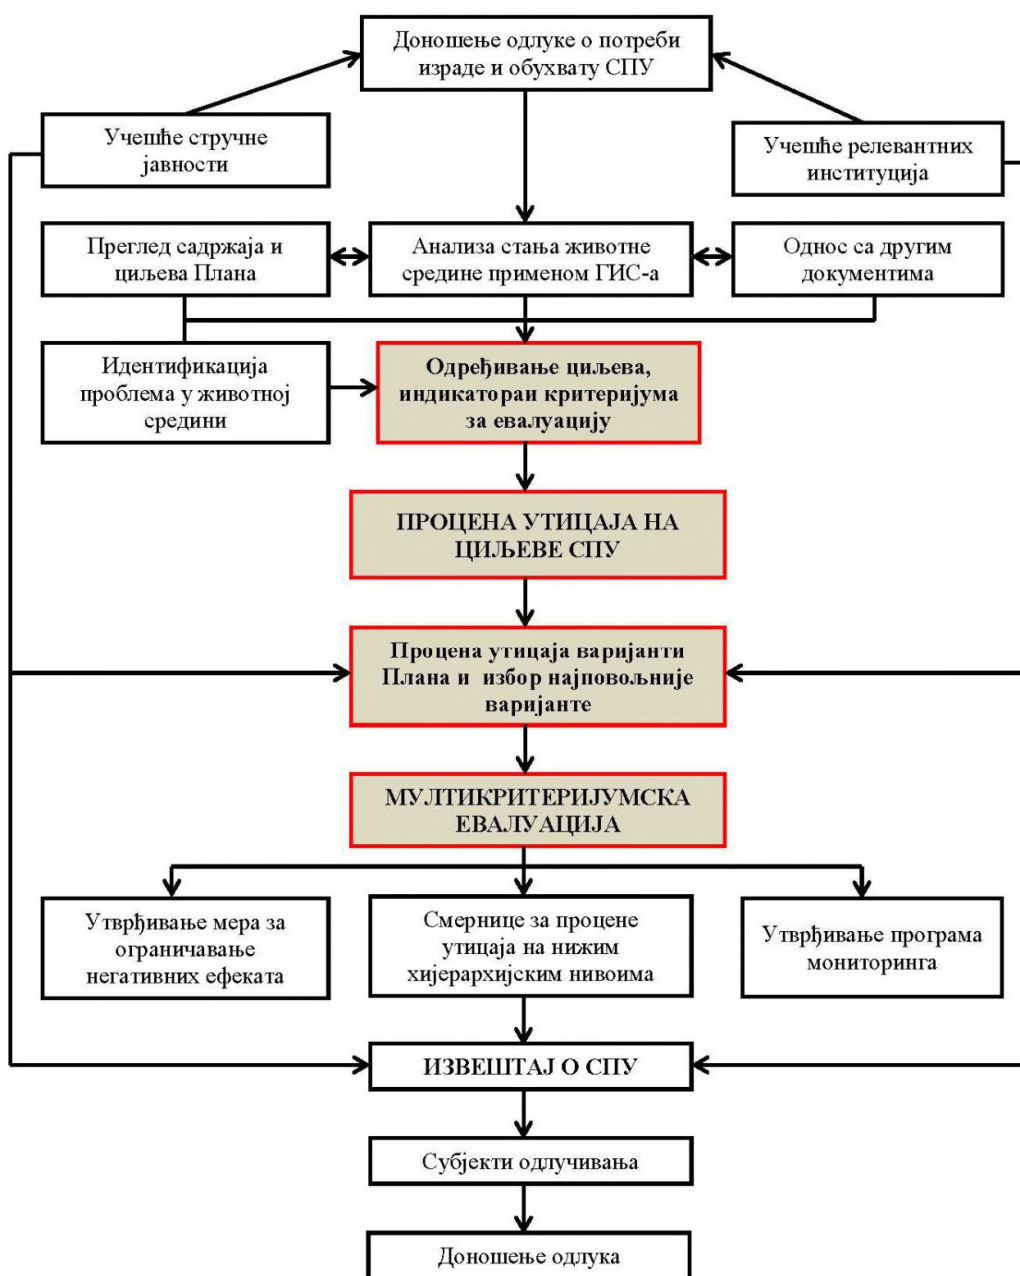 Доношење одлуке о потреби
израде и обухвату СПУ
Учешће стручне
јавности
Учешће релевантних
институција
Преглед садржаја и
циљева Плана
Анализа стања животне
средине применом ГИС-а
Однос са другим
документима
Идентификација
проблема у животној
средини
Одређивање циљева,
индикатораи критеријума
за евалуацију
ПРОЦЕНА УТИЦАЈА НА
ЦИЉЕВЕ СПУ
Процена утицаја варијанти
Плана и избор најповољније
варијанте
МУЛТИКРИТЕРИЈУМСКА
ЕВАЛУАЦИЈА
Утврђивање мера за
ограничавање
негативних ефеката
Смернице за процене
утицаја на нижим
хијерархијским нивоима
Утврђивање програма
мониторинга
ИЗВЕШТАЈ О СПУ
Субјекти одлучивања
Доношење одлука